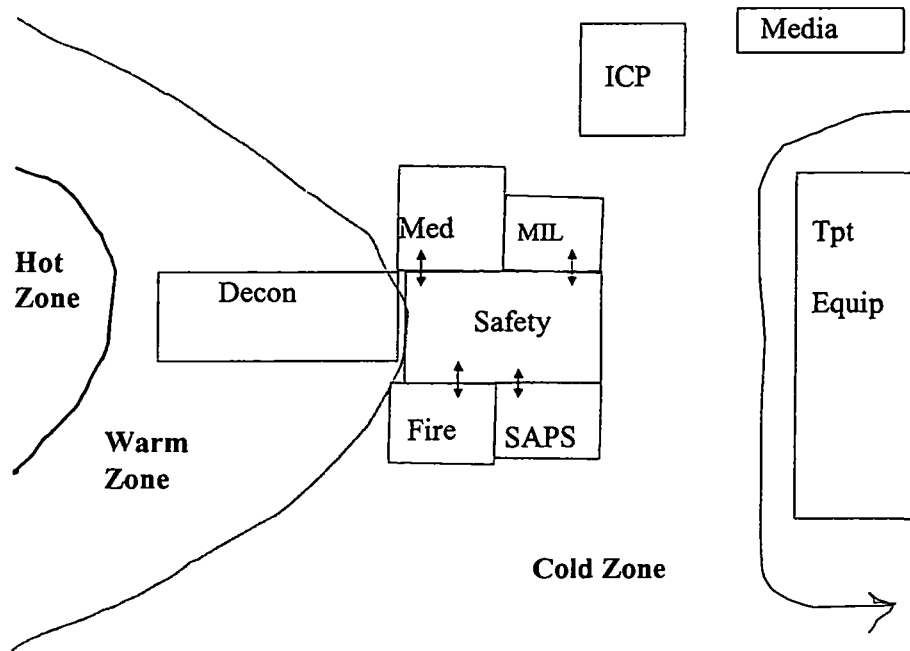 Media
ICP
Med
MIL
Tpt
Hot
Zone
Decon
Equip
Safety
Fire
SAPS
Warm
Zone
Cold Zone